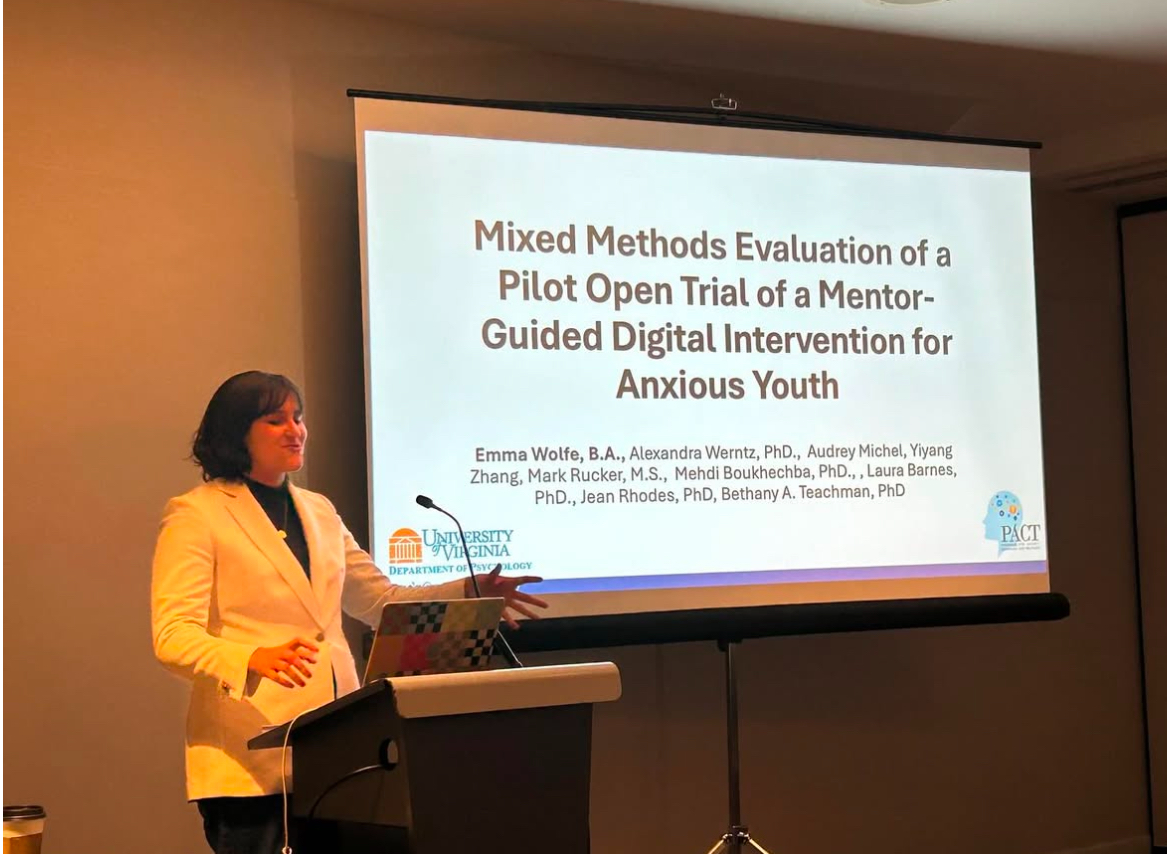 Mixed Methods Evaluation of a
Pilot Open Trial of a Mentor-
Guided Digital Intervention for
Anxious Youth
Emma Wolfe, B.A., Alexandra Werntz, PhD., Audrey Michel, Yiyang
Zhang, Mark Rucker, M.S., Mehdi Boukhechba, PhD., , Laura Barnes,
PhD., Jean Rhodes, PhD, Bethany A. Teachman, PhD
UNIVERSITY
of VIRGINIA
DEPARTMENT OF PSYCHOLOGY
PACT